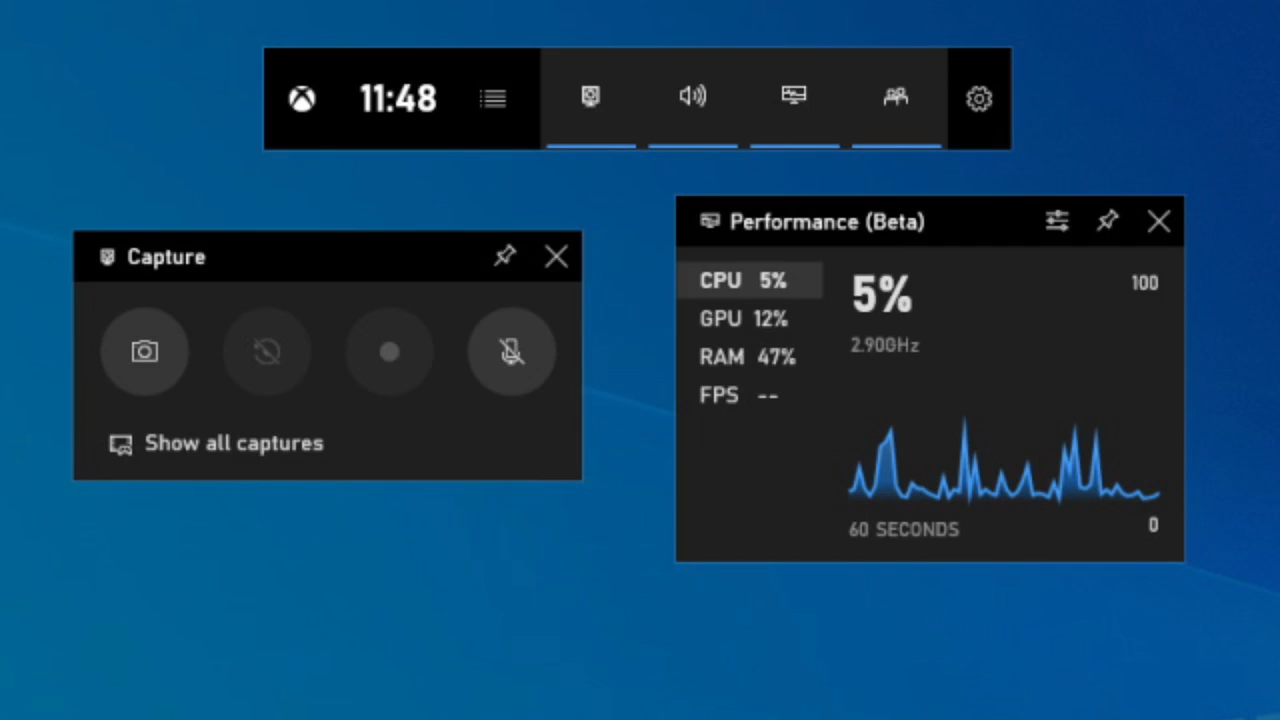 11:48
Capture
Show all captures
Performance (Beta)
CPU 5%
GPU 12%
RAM 47%
FPS --
5%
2.90GHz
100
60 SECONDS
0